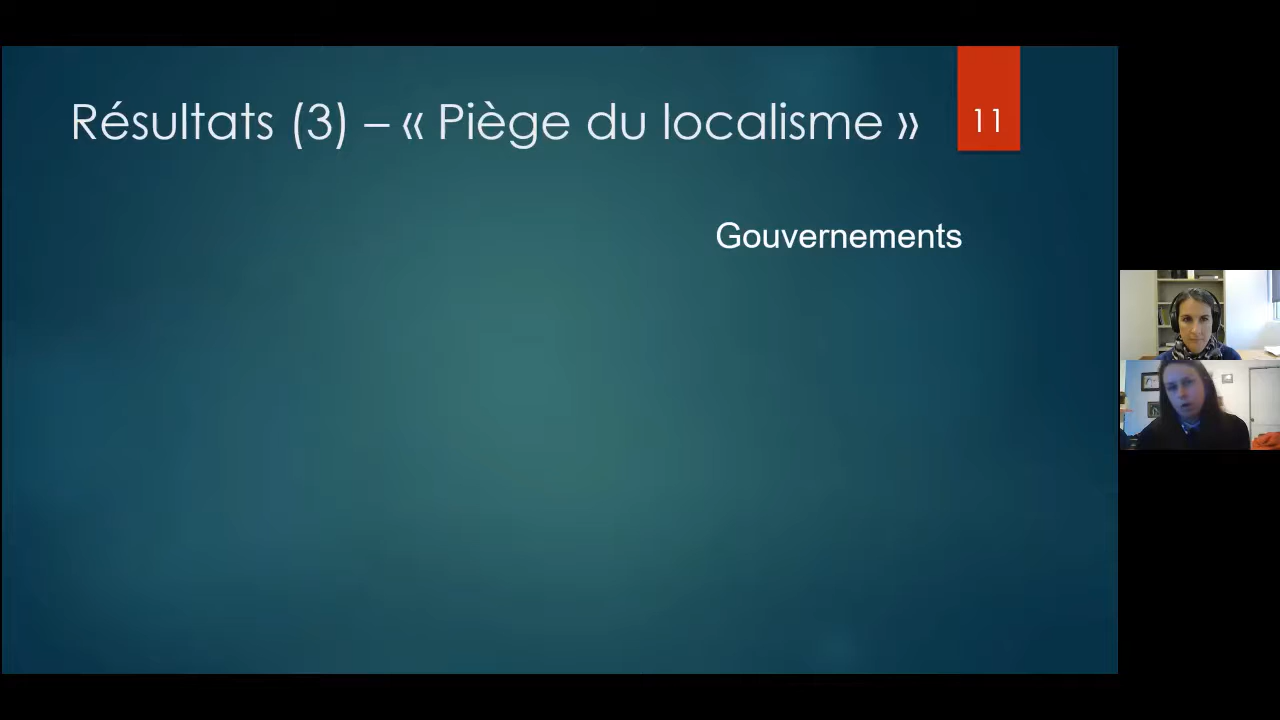 Résultats (3) – « Piège du localisme »
11
Gouvernements